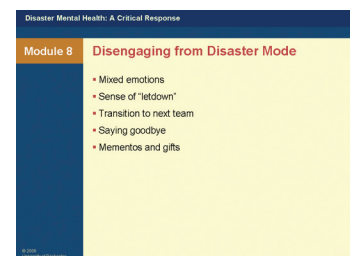 Disaster Mental Health: A Critical Response
Module 8
Disengaging from Disaster Mode
Mixed emotions
Sense of "letdown"
Transition to next team
Saying goodbye
Mementos and gifts
© 2005